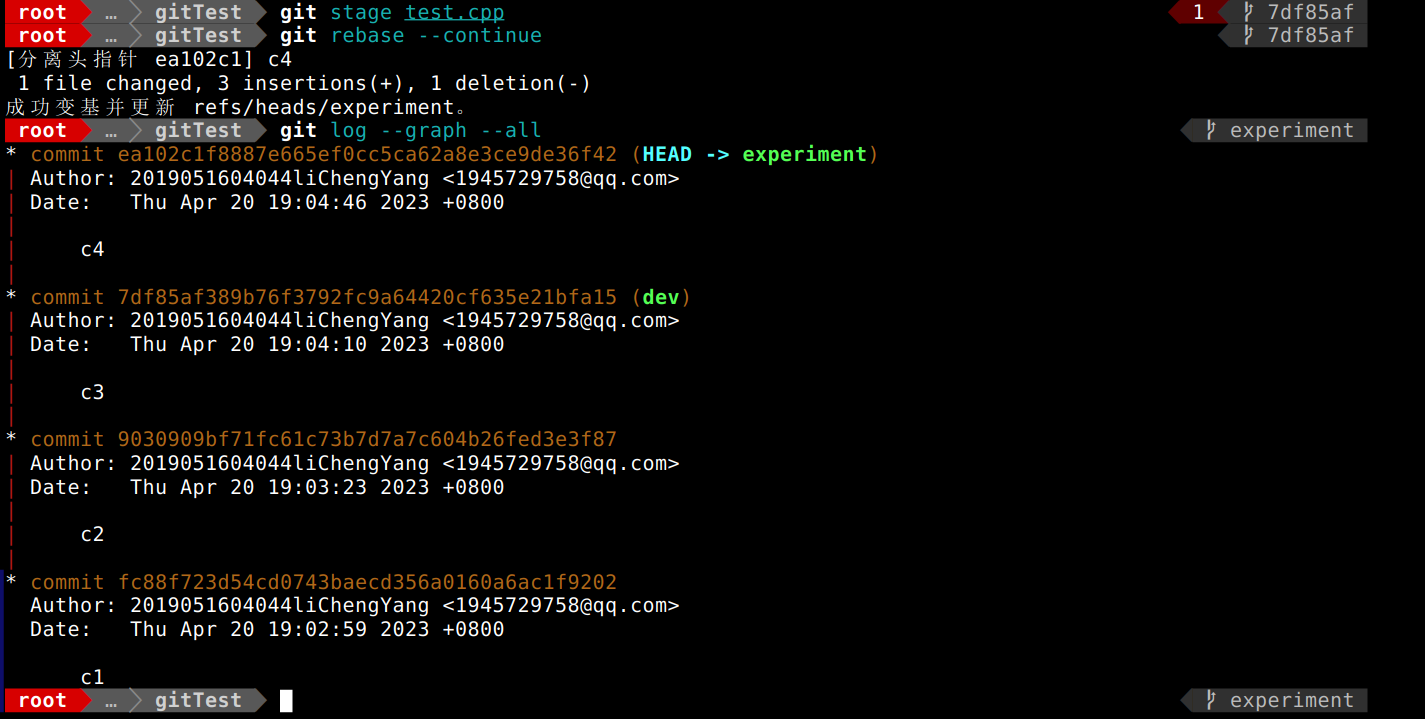 root … gitTest git stage test.cpp 1 7df85af
root … gitTest git rebase --continue 7df85af
[分离头指针 ea102c1] c4
1 file changed, 3 insertions(+), 1 deletion(-)
成功变基并更新 refs/heads/experiment。
root … gitTest git log --graph --all experiment
* commit ea102c1f8887e665ef0cc5ca62a8e3ce9de36f42 (HEAD -> experiment)
| Author: 2019051604044liChengYang <1945729758@qq.com>
| Date:   Thu Apr 20 19:04:46 2023 +0800
|
|     c4
|
* commit 7df85af389b76f3792fc9a64420cf635e21bfa15 (dev)
| Author: 2019051604044liChengYang <1945729758@qq.com>
| Date:   Thu Apr 20 19:04:10 2023 +0800
|
|     c3
|
* commit 9030909bf71fc61c73b7d7a7c604b26fed3e3f87
| Author: 2019051604044liChengYang <1945729758@qq.com>
| Date:   Thu Apr 20 19:03:23 2023 +0800
|
|     c2
|
* commit fc88f723d54cd0743baecd356a0160a6ac1f9202
Author: 2019051604044liChengYang <1945729758@qq.com>
Date:   Thu Apr 20 19:02:59 2023 +0800
c1
root … gitTest experiment